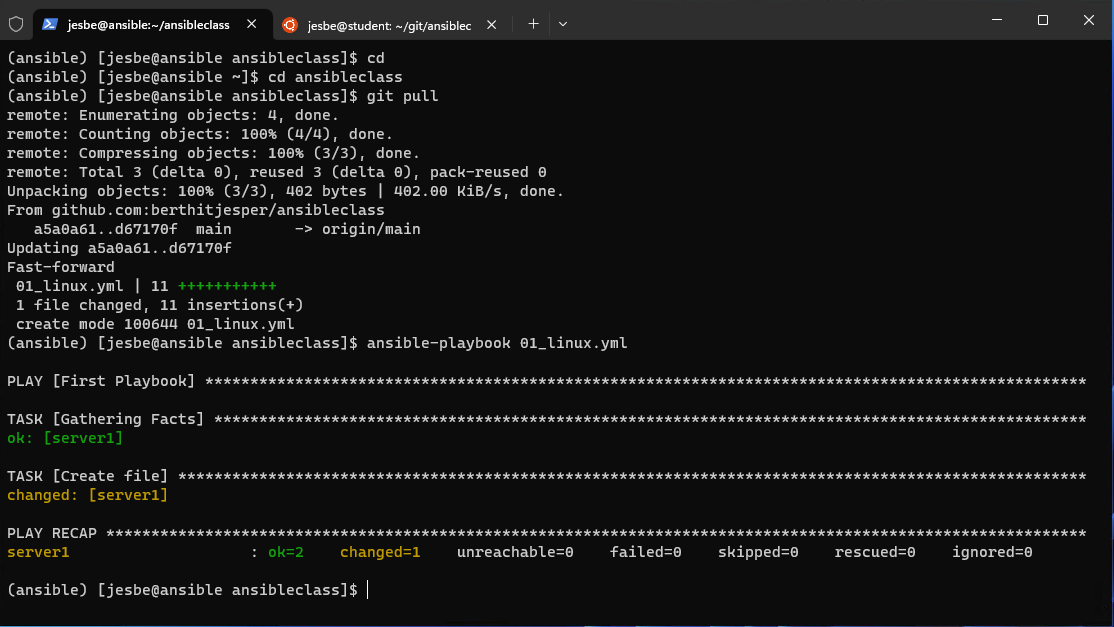 jesbe@ansible:~/ansibleclass
jesbe@student: ~/git/ansiblec
(ansible) [jesbe@ansible ansibleclass]$ cd
(ansible) [jesbe@ansible ~]$ cd ansibleclass
(ansible) [jesbe@ansible ansibleclass]$ git pull
remote: Enumerating objects: 4, done.
remote: Counting objects: 100% (4/4), done.
remote: Compressing objects: 100% (3/3), done.
remote: Total 3 (delta 0), reused 3 (delta 0), pack-reused 0
Unpacking objects: 100% (3/3), 402 bytes | 402.00 KiB/s, done.
From github.com:berthitjesper/ansibleclass
   a5a0a61..d67170f  main       -> origin/main
Updating a5a0a61..d67170f
Fast-forward
 01_linux.yml | 11 +++++++++++
 1 file changed, 11 insertions(+)
 create mode 100644 01_linux.yml
(ansible) [jesbe@ansible ansibleclass]$ ansible-playbook 01_linux.yml
PLAY [First Playbook] **************************************************************************************************
TASK [Gathering Facts] *************************************************************************************************
ok: [server1]
TASK [Create file] *****************************************************************************************************
changed: [server1]
PLAY RECAP *************************************************************************************************************
server1                    : ok=2    changed=1    unreachable=0    failed=0    skipped=0    rescued=0    ignored=0
(ansible) [jesbe@ansible ansibleclass]$